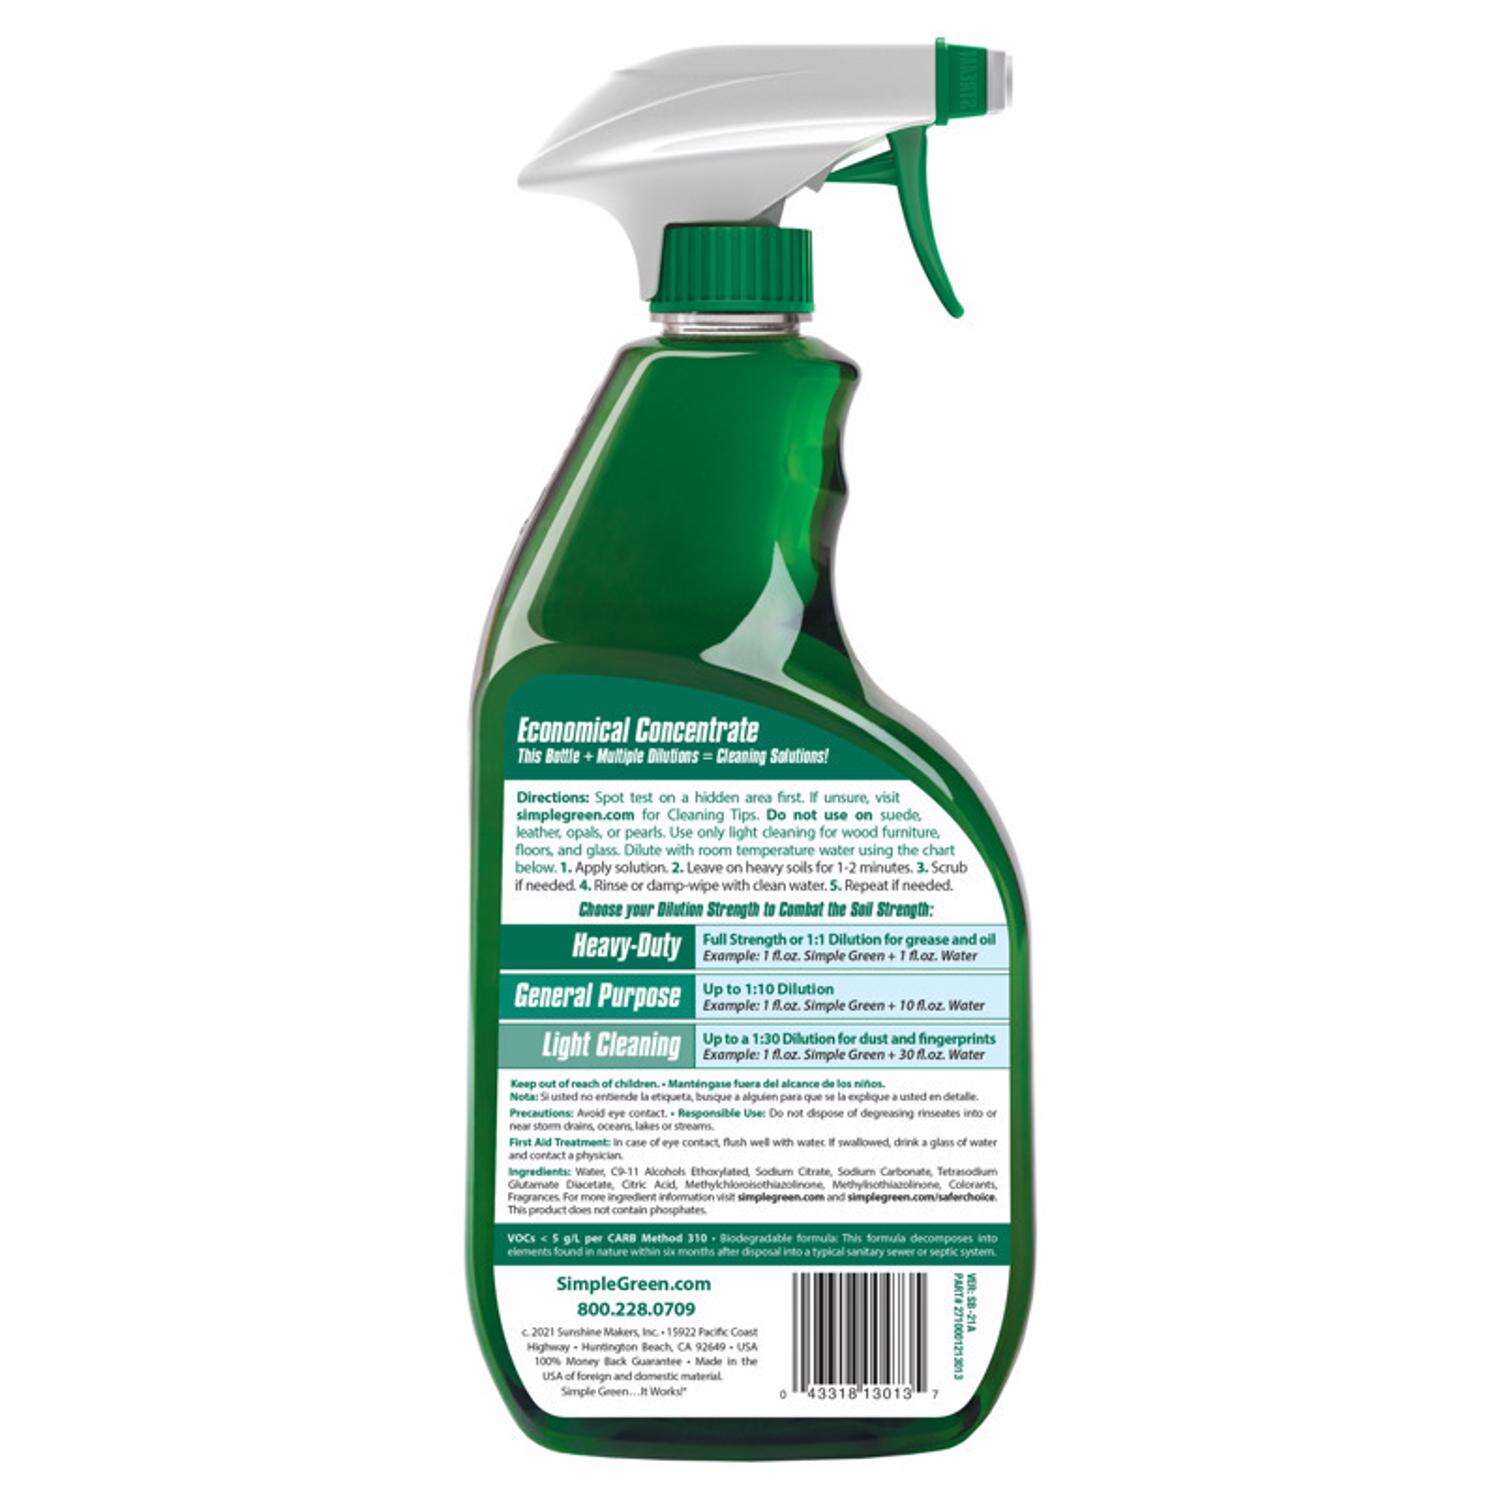 Economical Concentrate
This Bottle + Multiple Dilutions = Cleaning Solutions!
Directions: Spot test on a hidden area first. If unsure, visit
simplegreen.com for Cleaning Tips. Do not use on suede,
leather, opals, or pearls. Use only light cleaning for wood furniture,
floors, and glass. Dilute with room temperature water using the chart
below. 1. Apply solution. 2. Leave on heavy soils for 1-2 minutes. 3. Scrub
if needed. 4. Rinse or damp-wipe with clean water. 5. Repeat if needed.
Choose your Dilution Strength to Combat the Soil Strength:
Heavy-Duty
Full Strength or 1:1 Dilution for grease and oil
Example: 1 fl.oz. Simple Green + 1 fl.oz. Water
General Purpose
Up to 1:10 Dilution
Example: 1 fl.oz. Simple Green + 10 fl.oz. Water
Light Cleaning
Up to a 1:30 Dilution for dust and fingerprints
Example: 1 fl.oz. Simple Green + 30 fl.oz. Water
Keep out of reach of children. • Manténgase fuera del alcance de los niños.
Nota: Si usted no entiende la etiqueta, busque a alguien para que se la explique a usted en detalle.
Precautions: Avoid eye contact. • Responsible Use: Do not dispose of degreasing rinseates into or
near storm drains, oceans, lakes or streams.
First Aid Treatment: In case of eye contact, flush well with water. If swallowed, drink a glass of water
and contact a physician.
Ingredients: Water, C9-11 Alcohols Ethoxylated, Sodium Citrate, Sodium Carbonate, Tetrasodium
Glutamate Diacetate, Citric Acid, Methylchloroisothiazolinone, Methylisothiazolinone, Colorants,
Fragrances. For more ingredient information visit simplegreen.com and simplegreen.com/saferchoice.
This product does not contain phosphates.
VOCs < 5 g/L per CARB Method 310 • Biodegradable formula: This formula decomposes into
elements found in nature within six months after disposal into a typical sanitary sewer or septic system.
SimpleGreen.com
800.228.0709
c. 2021 Sunshine Makers, Inc. • 15922 Pacific Coast
Highway • Huntington Beach, CA 92649 • USA
100% Money Back Guarantee • Made in the
USA of foreign and domestic material.
Simple Green…It Works!®
0 43318 13013 7
VER: SB-21A
PART# 2710001213013